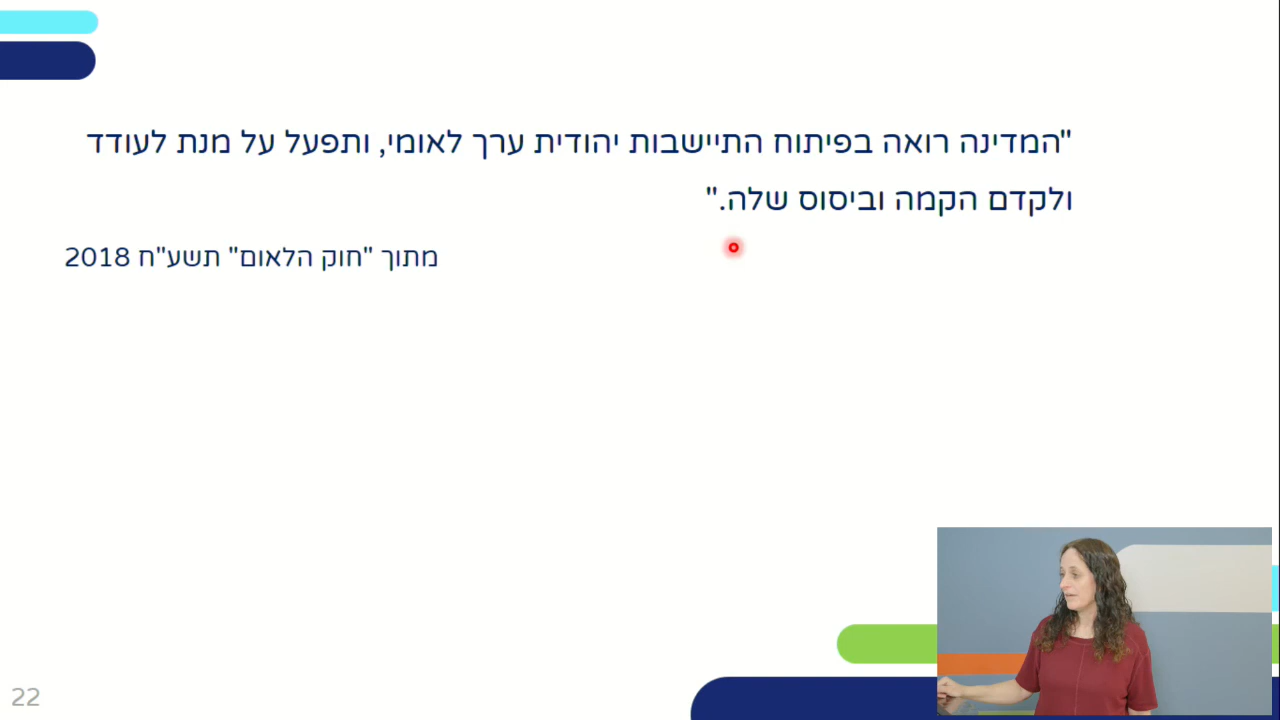 "המדינה רואה בפיתוח התיישבות יהודית ערך לאומי, ותפעל על מנת לעודד
ולקדם הקמה וביסוס שלה."
מתוך "חוק הלאום" תשע"ח 2018
22